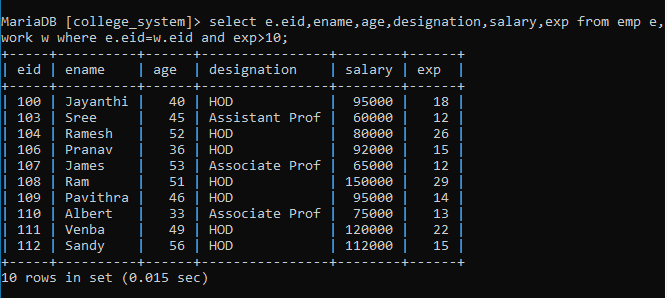 MariaDB [college_system]> select e.eid,ename,age,designation,salary,exp from emp e,
work w where e.eid=w.eid and exp>10;
+-----+-----------+------+----------------+--------+------+
| eid | ename     | age  | designation    | salary | exp  |
+-----+-----------+------+----------------+--------+------+
| 100 | Jayanthi  |   40 | HOD            |  95000 |   18 |
| 103 | Sree      |   45 | Assistant Prof |  60000 |   12 |
| 104 | Ramesh    |   52 | HOD            |  80000 |   26 |
| 106 | Pranav    |   36 | HOD            |  92000 |   15 |
| 107 | James     |   53 | Associate Prof |  65000 |   12 |
| 108 | Ram       |   51 | HOD            | 150000 |   29 |
| 109 | Pavithra  |   46 | HOD            |  95000 |   14 |
| 110 | Albert    |   33 | Associate Prof |  75000 |   13 |
| 111 | Venba     |   49 | HOD            | 120000 |   22 |
| 112 | Sandy     |   56 | HOD            | 112000 |   15 |
+-----+-----------+------+----------------+--------+------+
10 rows in set (0.015 sec)